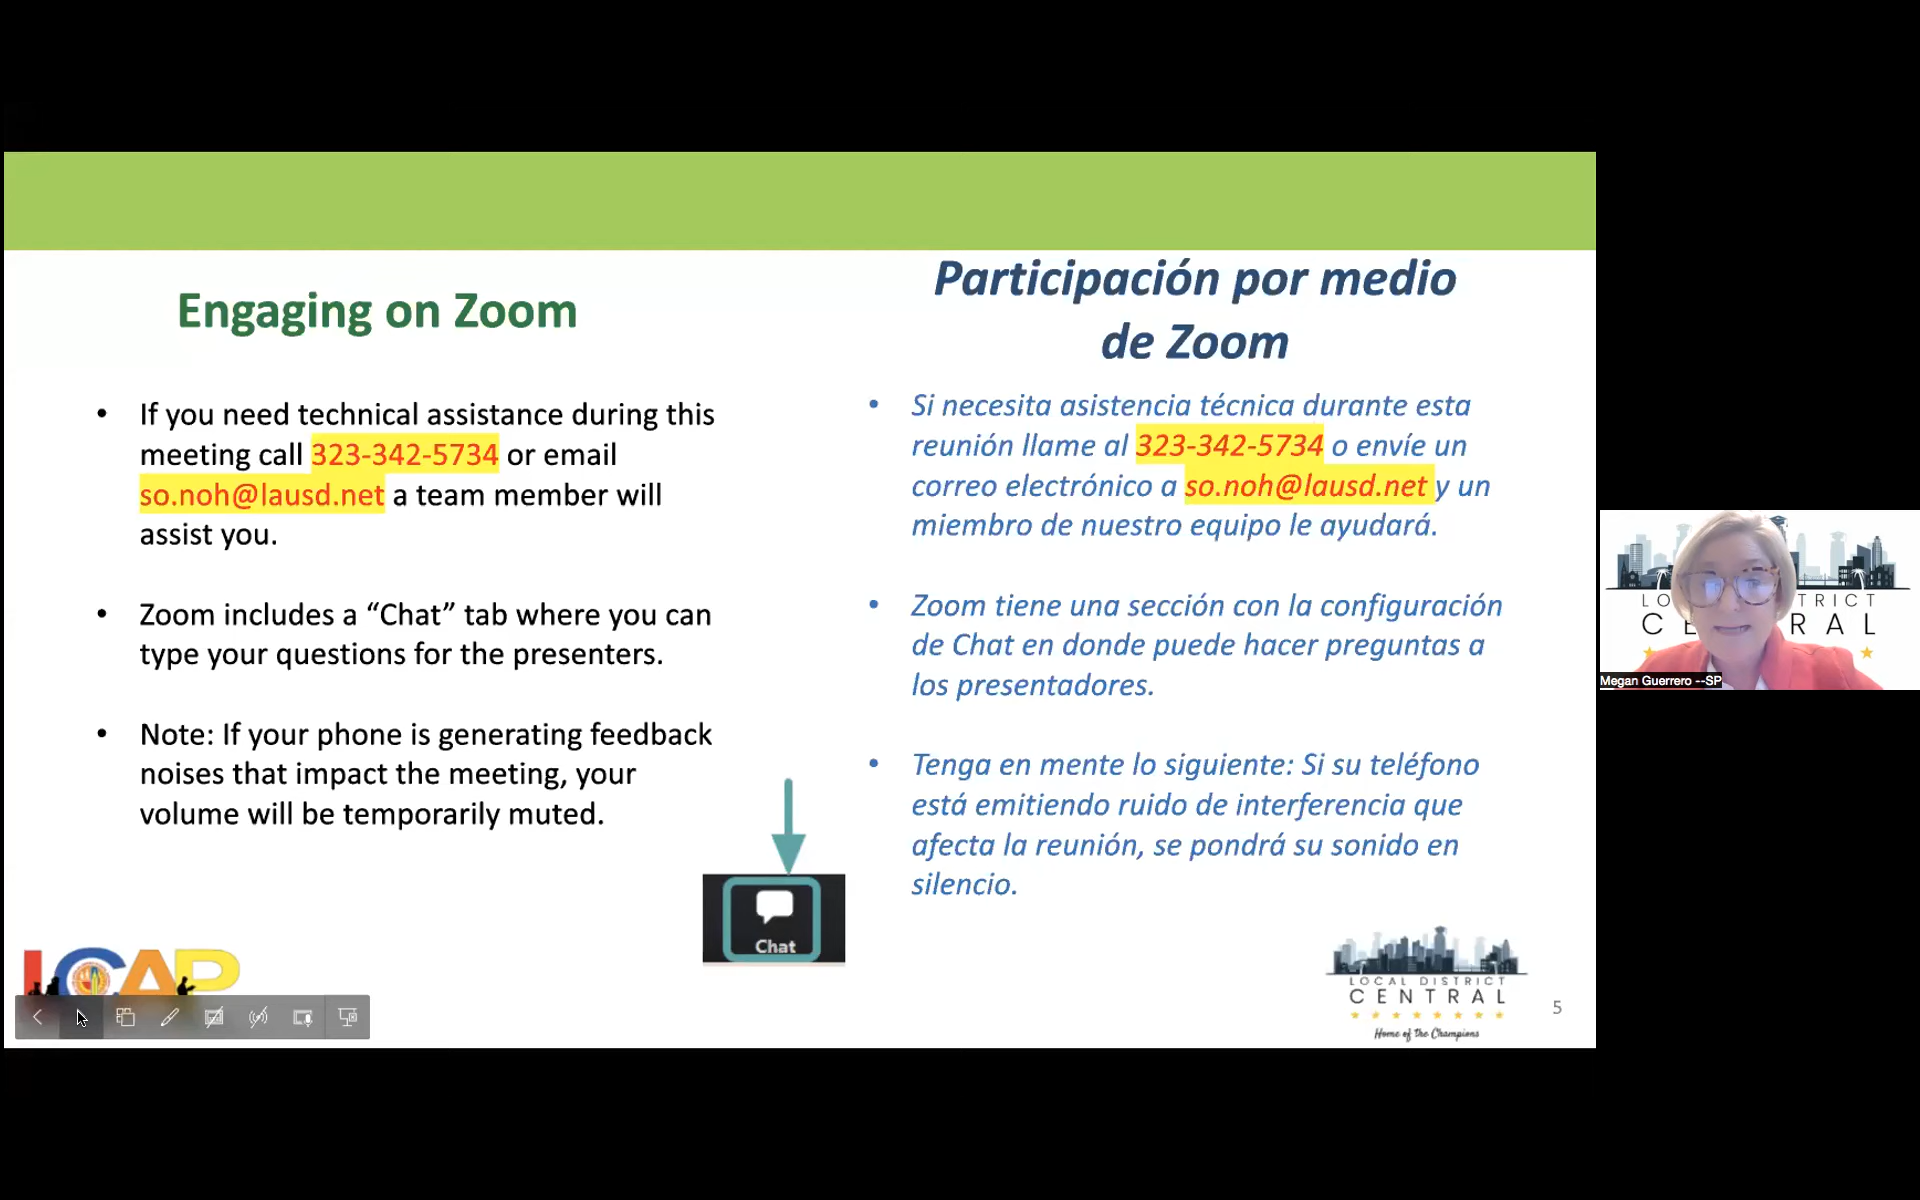 Engaging on Zoom
• If you need technical assistance during this
meeting call 323-342-5734 or email
so.noh@lausd.net a team member will
assist you.
• Zoom includes a “Chat” tab where you can
type your questions for the presenters.
• Note: If your phone is generating feedback
noises that impact the meeting, your
volume will be temporarily muted.
Chat
LCAP
Participación por medio
de Zoom
• Si necesita asistencia técnica durante esta
reunión llame al 323-342-5734 o envíe un
correo electrónico a so.noh@lausd.net y un
miembro de nuestro equipo le ayudará.
• Zoom tiene una sección con la configuración
de Chat en donde puede hacer preguntas a
los presentadores.
• Tenga en mente lo siguiente: Si su teléfono
está emitiendo ruido de interferencia que
afecta la reunión, se pondrá su sonido en
silencio.
LOCAL DISTRICT
CENTRAL
Home of the Champions
5
LO TRICT
CE RAL
Megan Guerrero --SP